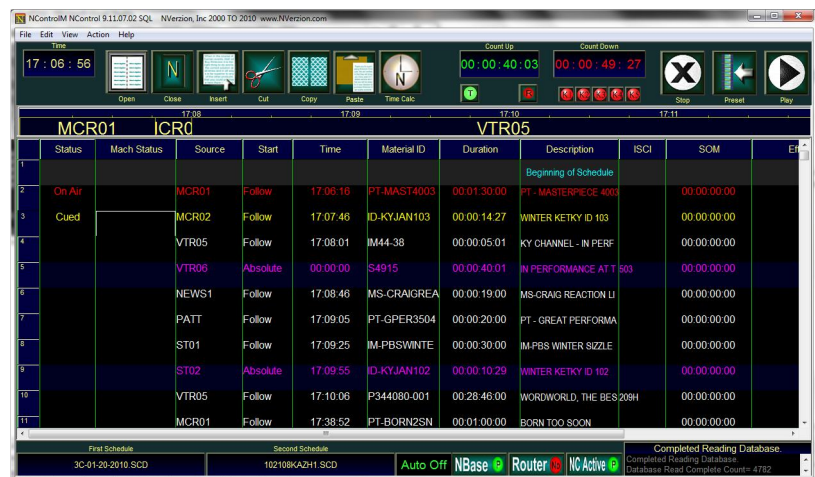 NControlM NControl 9.11.07.02 SQL NVerzion, Inc 2000 TO 2010 www.NVerzion.com
File Edit View Action Help
Time
17 : 06 : 56
Open
N
Close
Insert
Cut
Copy
Paste
N
Time Calc
Count Up
00 : 00 : 40 : 03
Count Down
00 : 00 : 49 : 27
T
Stop
Preset
Play
17:08 17:09 17:10 17:11
MCR01 ICR0 VTR05
Status Mach Status Source Start Time Material ID Duration Description ISCI SOM Eff
1 Beginning of Schedule
2 On Air MCR01 Follow 17:06:16 PT-MAST4003 00:01:30:00 PT - MASTERPIECE 4003 00:00:00:00
3 Cued MCR02 Follow 17:07:46 ID-KYJAN103 00:00:14:27 WINTER KETKY ID 103 00:00:00:00
4 VTR05 Follow 17:08:01 IM44-38 00:00:05:01 KY CHANNEL - IN PERF 00:00:00:00
5 VTR06 Absolute 00:00:00 S4915 00:00:40:01 IN PERFORMANCE AT T 503 00:00:00:00
6 NEWS1 Follow 17:08:46 MS-CRAIGREA 00:00:19:00 MS-CRAIG REACTION LI 00:00:00:00
7 PATT Follow 17:09:05 PT-GPER3504 00:00:20:00 PT - GREAT PERFORMA 00:00:00:00
8 ST01 Follow 17:09:25 IM-PBSWINTE 00:00:30:00 IM-PBS WINTER SIZZLE 00:00:00:00
9 ST02 Absolute 17:09:55 ID-KYJAN102 00:00:10:29 WINTER KETKY ID 102 00:00:00:00
10 VTR05 Follow 17:10:06 P344080-001 00:28:46:00 WORDWORLD, THE BES 209H 00:00:00:00
11 MCR01 Follow 17:38:52 PT-BORN2SN 00:01:00:00 BORN TOO SOON 00:00:00:00
First Schedule
3C-01-20-2010.SCD
Second Schedule
102108KAZH1.SCD
Auto Off NBase P Router NC Active P
Completed Reading Database.
Completed Reading Database.
Database Read Complete Count= 4782